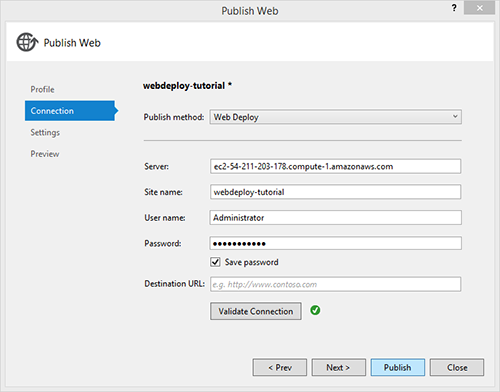 Publish Web
?
Publish Web
Profile
Connection
Settings
Preview
webdeploy-tutorial *
Publish method: Web Deploy
Server: ec2-54-211-203-178.compute-1.amazonaws.com
Site name: webdeploy-tutorial
User name: Administrator
Password: ●●●●●●●●●●●
Save password
Destination URL: e.g. http://www.contoso.com
Validate Connection
< Prev Next > Publish Close